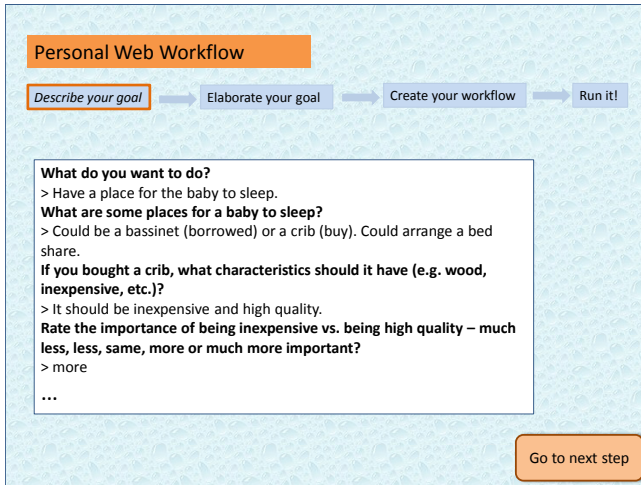 Personal Web Workflow
Describe your goal
Elaborate your goal
Create your workflow
Run it!
What do you want to do?
> Have a place for the baby to sleep.
What are some places for a baby to sleep?
> Could be a bassinet (borrowed) or a crib (buy). Could arrange a bed
share.
If you bought a crib, what characteristics should it have (e.g. wood,
inexpensive, etc.)?
> It should be inexpensive and high quality.
Rate the importance of being inexpensive vs. being high quality – much
less, less, same, more or much more important?
> more
...
Go to next step